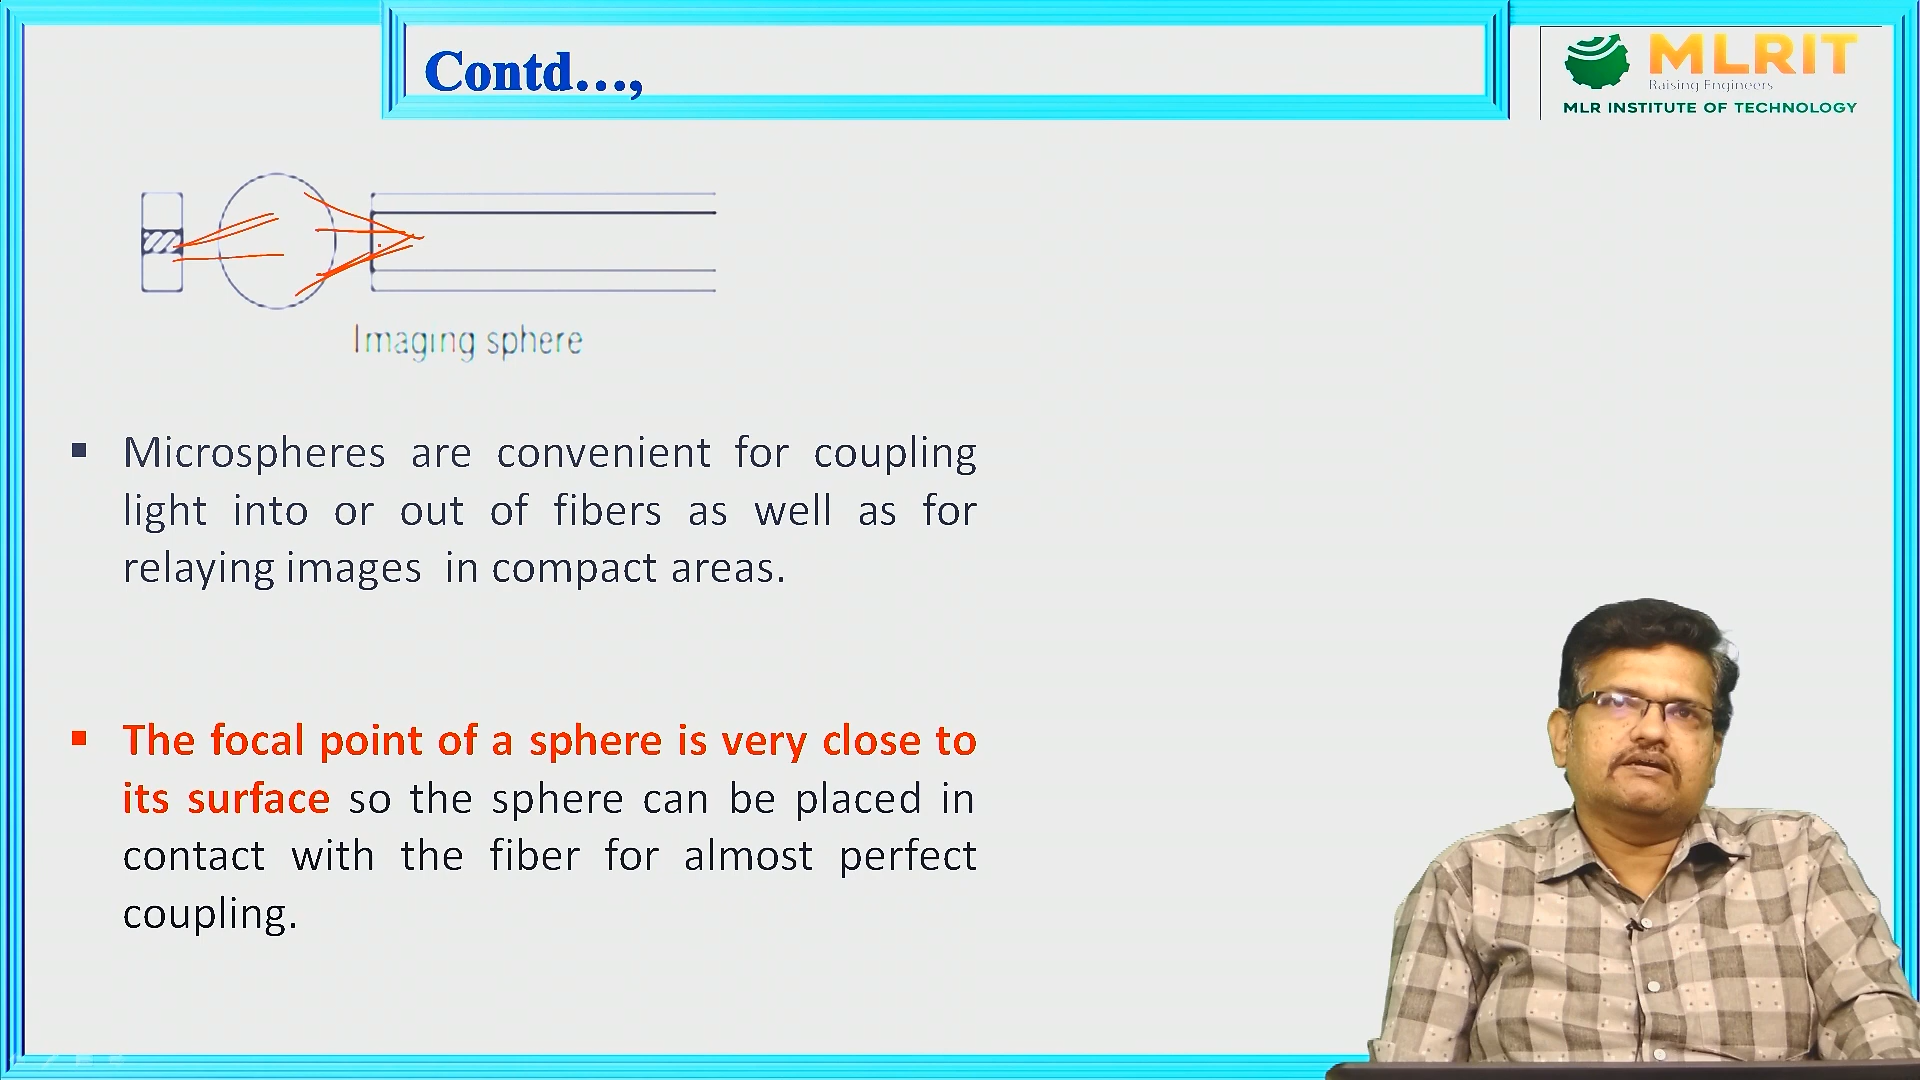 Contd...,
MLRIT
Raising Engineers
MLR INSTITUTE OF TECHNOLOGY
Imaging sphere
▪ Microspheres are convenient for coupling
light into or out of fibers as well as for
relaying images in compact areas.
▪ The focal point of a sphere is very close to
its surface so the sphere can be placed in
contact with the fiber for almost perfect
coupling.